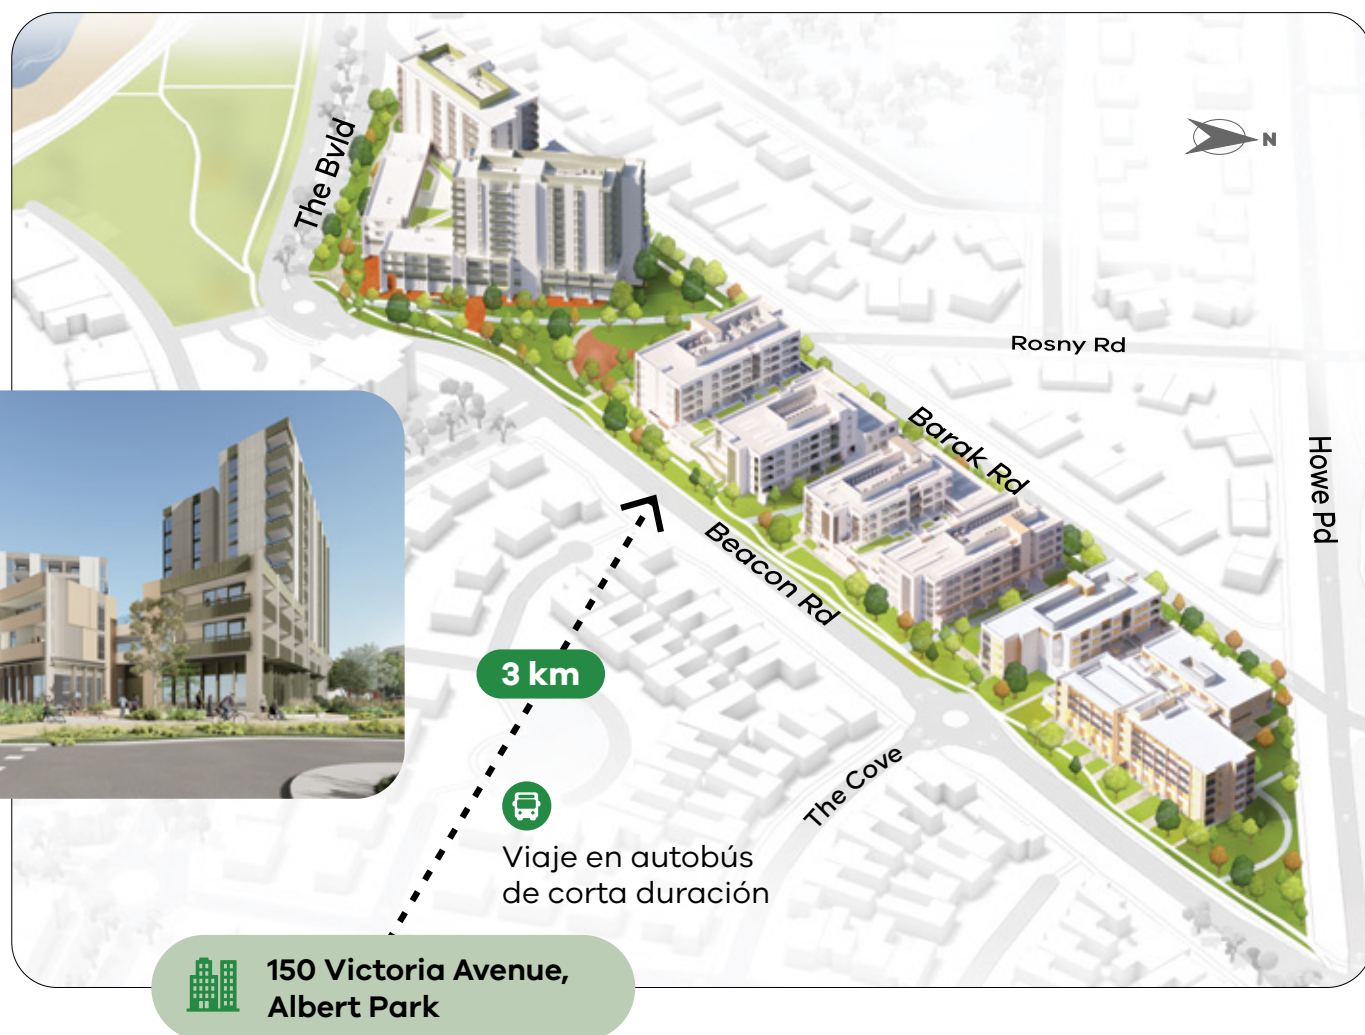 The Bvld
N
Rosny Rd
Barak Rd
Howe Pd
Beacon Rd
3 km
The Cove
Viaje en autobús
de corta duración
150 Victoria Avenue,
Albert Park